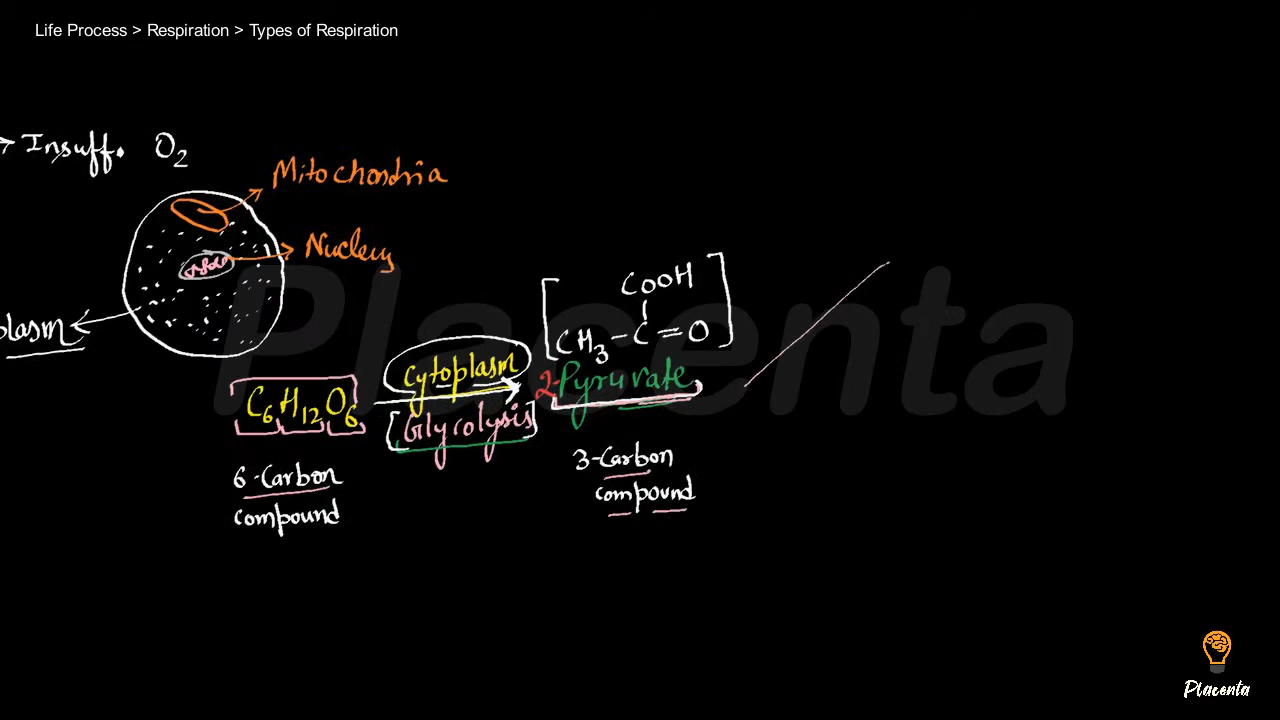 Life Process > Respiration > Types of Respiration
Insuff. O2
Mitochondria
Nucleus
plasm
COOH
CH3-C=O
Cytoplasm
2-Pyruvate
C6H12O6
Glycolysis
6-Carbon
compound
3-Carbon
compound
Placenta
Placenta